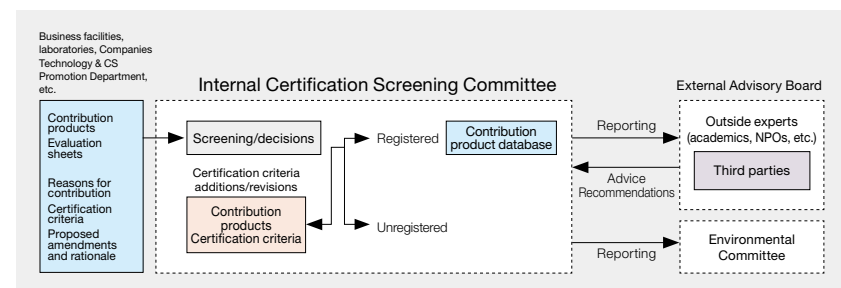 Business facilities,
laboratories, Companies
Technology & CS
Promotion Department,
etc.
Contribution
products
Evaluation
sheets
Reasons for
contribution
Certification
criteria
Proposed
amendments
and rationale
Internal Certification Screening Committee
Screening/decisions
Certification criteria
additions/revisions
Contribution
products
Certification criteria
Registered
Unregistered
Contribution
product database
Reporting
Advice
Recommendations
Reporting
External Advisory Board
Outside experts
(academics, NPOs, etc.)
Third parties
Environmental
Committee